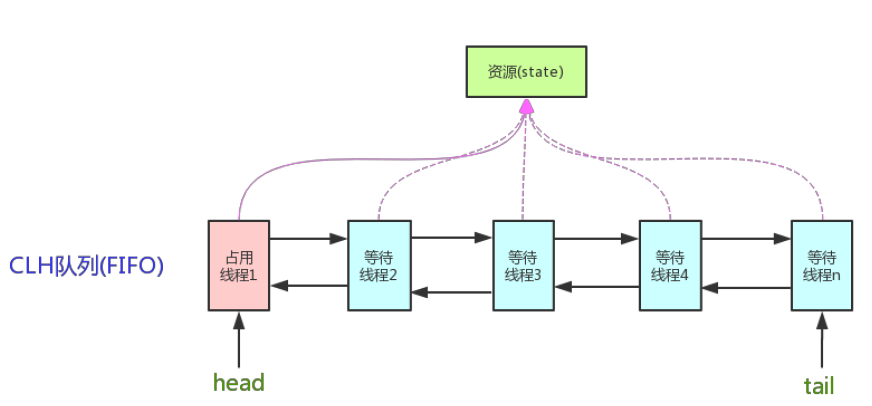 资源(state)
CLH队列(FIFO)
占用
线程1
等待
线程2
等待
线程3
等待
线程4
等待
线程n
head
tail